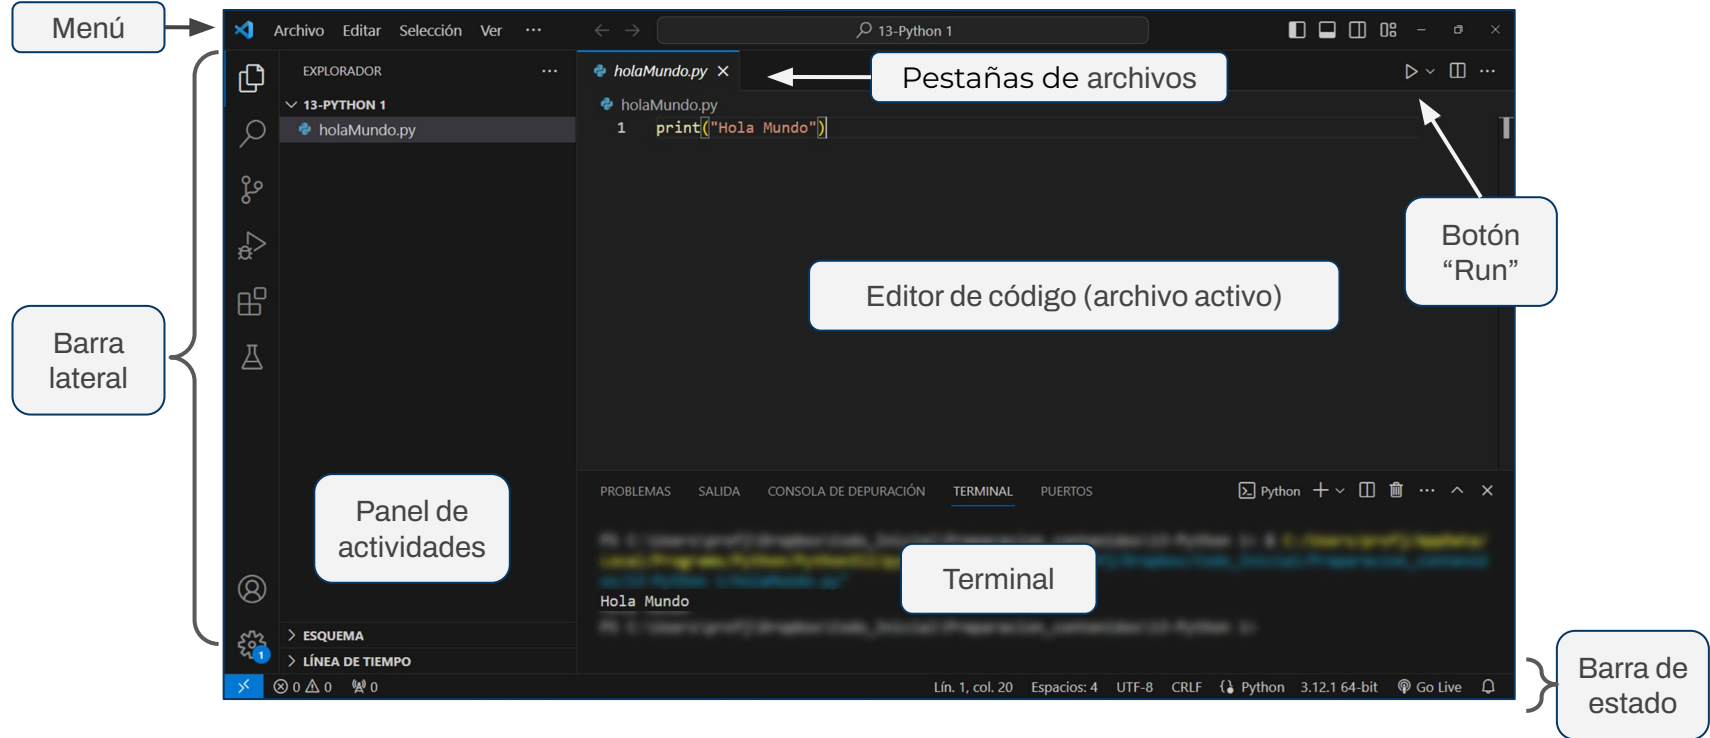 Menú
Archivo Editar Selección Ver ···
13-Python 1
EXPLORADOR ···
holaMundo.py
Pestañas de archivos
13-PYTHON 1
holaMundo.py
holaMundo.py
1 print("Hola Mundo")
Botón
“Run”
Editor de código (archivo activo)
Barra
lateral
Panel de
actividades
PROBLEMAS SALIDA CONSOLA DE DEPURACIÓN TERMINAL PUERTOS
Python
Terminal
Hola Mundo
ESQUEMA
1
LÍNEA DE TIEMPO
0 0 0
Lín. 1, col. 20 Espacios: 4 UTF-8 CRLF Python 3.12.1 64-bit Go Live
Barra de
estado